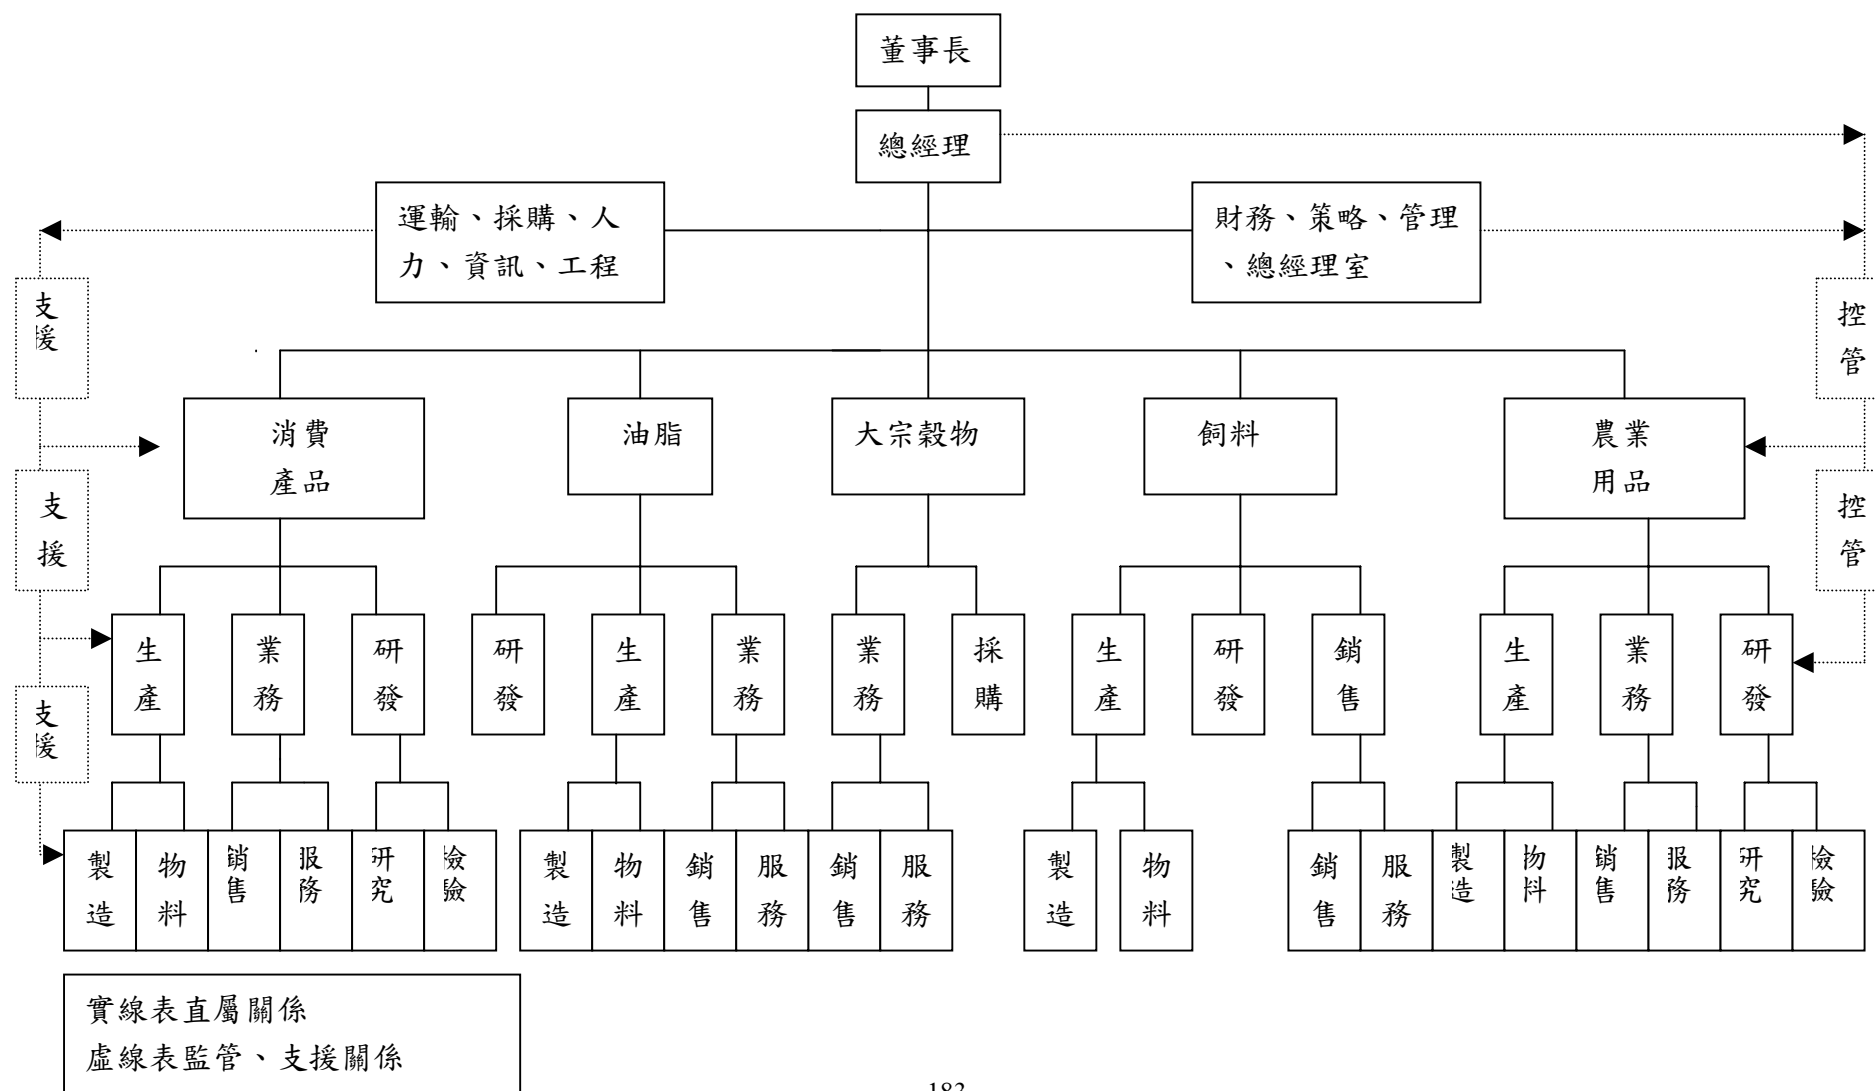 董事長
總經理
運輸、採購、人
力、資訊、工程
財務、策略、管理
、總經理室
支
援
控
管
消費
產品
油脂
大宗穀物
飼料
農業
用品
支
援
控
管
生
產
業
務
研
發
研
發
生
產
業
務
業
務
採
購
生
產
研
發
銷
售
生
產
業
務
研
發
支
援
製
造
物
料
銷
售
服
務
研
究
檢
驗
製
造
物
料
銷
售
服
務
銷
售
服
務
製
造
物
料
銷
售
服
務
製
造
物
料
銷
售
服
務
研
究
檢
驗
實線表直屬關係
虛線表監管、支援關係
183